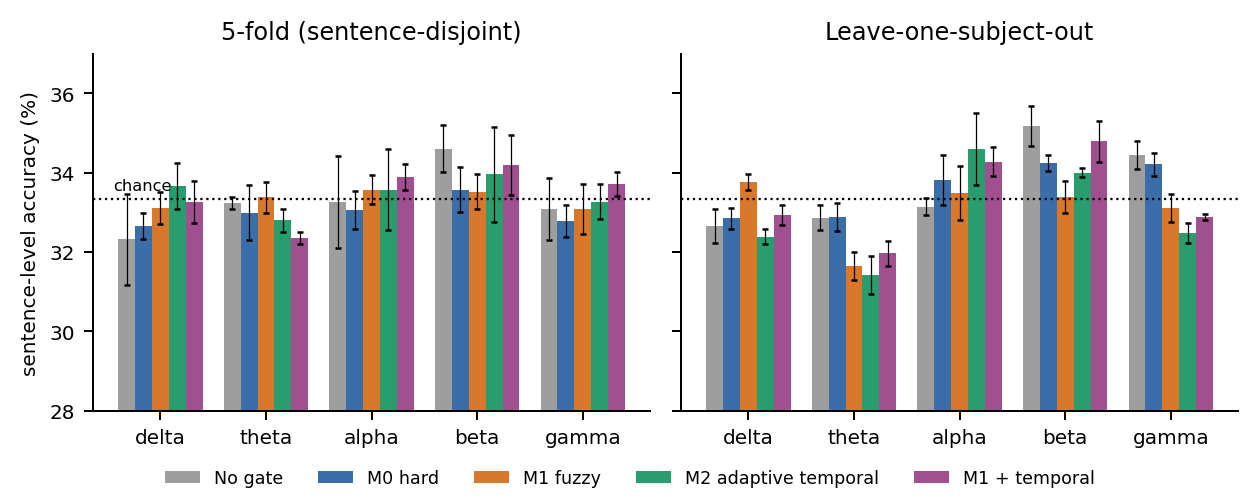 5-fold (sentence-disjoint)
Leave-one-subject-out
sentence-level accuracy (%)
36
34
32
30
28
chance
delta theta alpha beta gamma
delta theta alpha beta gamma
No gate M0 hard M1 fuzzy M2 adaptive temporal M1 + temporal